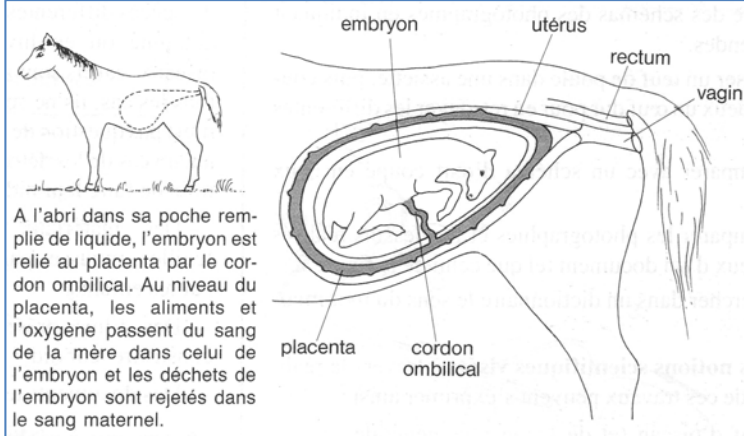 embryon
utérus
rectum
vagin
placenta
cordon
ombilical
A l'abri dans sa poche rem-
plie de liquide, l'embryon est
relié au placenta par le cor-
don ombilical. Au niveau du
placenta, les aliments et
l'oxygène passent du sang
de la mère dans celui de
l'embryon et les déchets de
l'embryon sont rejetés dans
le sang maternel.